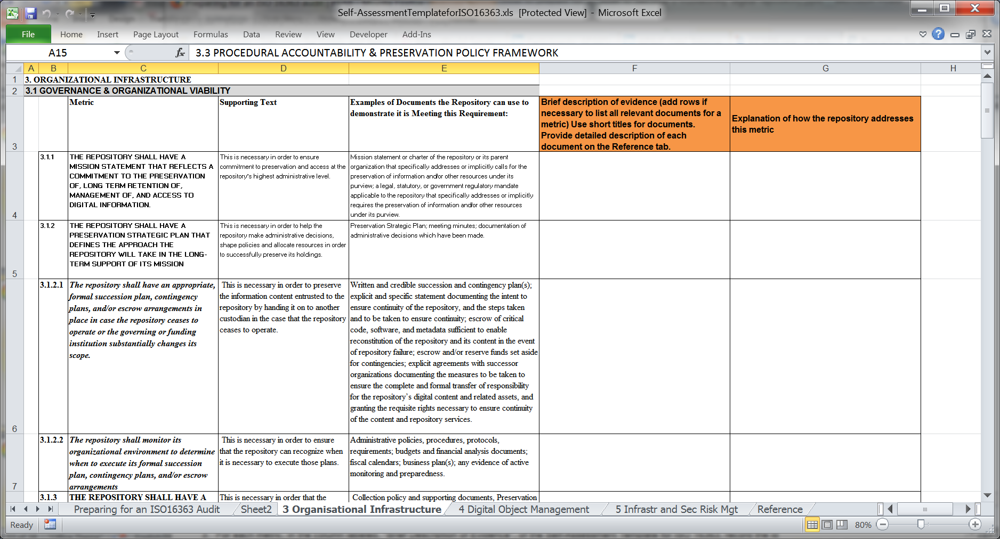 Self-AssessmentTemplateforISO16363.xls [Protected View] - Microsoft Excel
File Home Insert Page Layout Formulas Data Review View Developer Add-Ins
A15 fx 3.3 PROCEDURAL ACCOUNTABILITY & PRESERVATION POLICY FRAMEWORK
A B C D E F G H
1 3. ORGANIZATIONAL INFRASTRUCTURE
2 3.1 GOVERNANCE & ORGANIZATIONAL VIABILITY
3
Metric
Supporting Text
Examples of Documents the Repository can use to
demonstrate it is Meeting this Requirement:
Brief description of evidence (add rows if
necessary to list all relevant documents for a
metric) Use short titles for documents.
Provide detailed description of each
document on the Reference tab.
Explanation of how the repository addresses
this metric
4
3.1.1
THE REPOSITORY SHALL HAVE A
MISSION STATEMENT THAT REFLECTS A
COMMITMENT TO THE PRESERVATION
OF, LONG TERM RETENTION OF,
MANAGEMENT OF, AND ACCESS TO
DIGITAL INFORMATION.
This is necessary in order to ensure
commitment to preservation and access at the
repository's highest administrative level.
Mission statement or charter of the repository or its parent
organization that specifically addresses or implicitly calls for the
preservation of information and/or other resources under its
purview; a legal, statutory, or government regulatory mandate
applicable to the repository that specifically addresses or implicitly
requires the preservation of information and/or other resources
under its purview.
5
3.1.2
THE REPOSITORY SHALL HAVE A
PRESERVATION STRATEGIC PLAN THAT
DEFINES THE APPROACH THE
REPOSITORY WILL TAKE IN THE LONG-
TERM SUPPORT OF ITS MISSION
This is necessary in order to help the
repository make administrative decisions,
shape policies and allocate resources in order
to successfully preserve its holdings.
Preservation Strategic Plan; meeting minutes; documentation of
administrative decisions which have been made.
6
3.1.2.1
The repository shall have an appropriate,
formal succession plan, contingency
plans, and/or escrow arrangements in
place in case the repository ceases to
operate or the governing or funding
institution substantially changes its
scope.
This is necessary in order to preserve
the information content entrusted to the
repository by handing it on to another
custodian in the case that the repository
ceases to operate.
Written and credible succession and contingency plan(s);
explicit and specific statement documenting the intent to
ensure continuity of the repository, and the steps taken
and to be taken to ensure continuity; escrow of critical
code, software, and metadata sufficient to enable
reconstitution of the repository and its content in the event
of repository failure; escrow and/or reserve funds set aside
for contingencies; explicit agreements with successor
organizations documenting the measures to be taken to
ensure the complete and formal transfer of responsibility
for the repository's digital content and related assets, and
granting the requisite rights necessary to ensure continuity
of the content and repository services.
7
3.1.2.2
The repository shall monitor its
organizational environment to determine
when to execute its formal succession
plan, contingency plans, and/or escrow
arrangements
This is necessary in order to ensure
that the repository can recognize when
it is necessary to execute those plans.
Administrative policies, procedures, protocols,
requirements; budgets and financial analysis documents;
fiscal calendars; business plan(s); any evidence of active
monitoring and preparedness.
3.1.3
THE REPOSITORY SHALL HAVE A
This is necessary in order that the
Collection policy and supporting documents, Preservation
Preparing for an ISO16363 Audit Sheet2 3 Organisational Infrastructure 4 Digital Object Management 5 Infrastr and Sec Risk Mgt Reference
Ready 80%